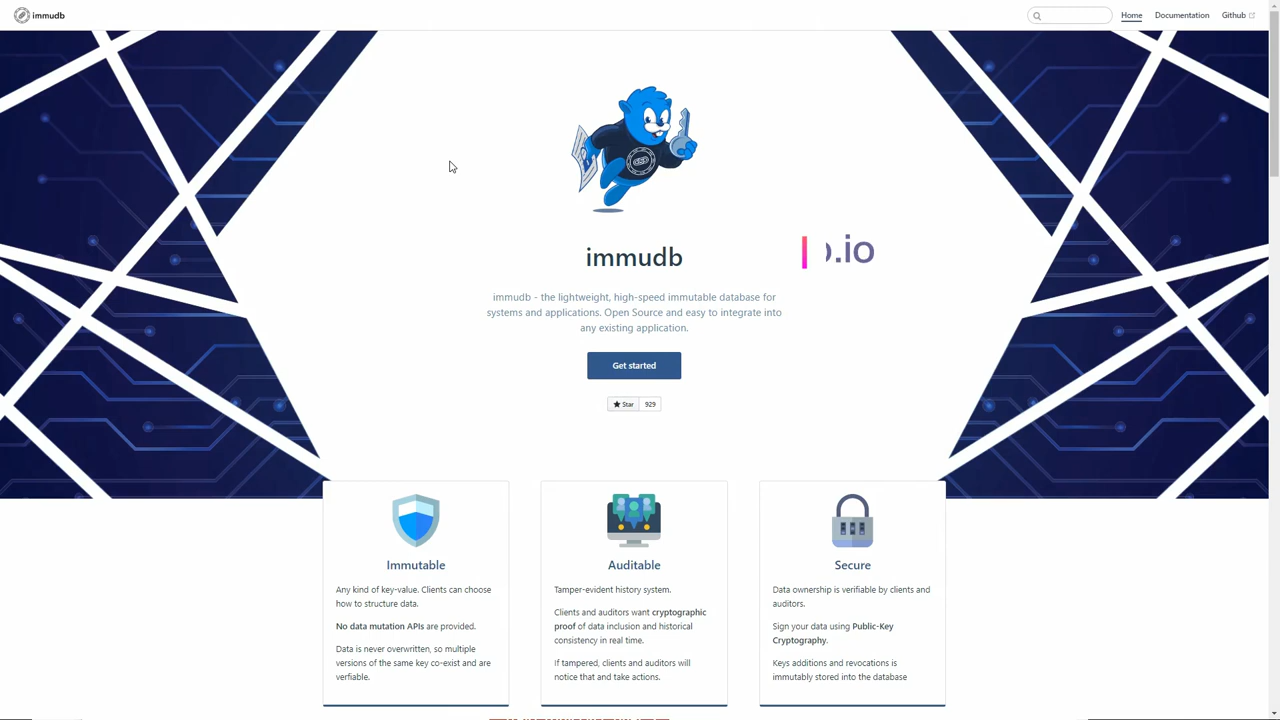 immudb
Home
Documentation
Github
immudb
.io
immudb - the lightweight, high-speed immutable database for
systems and applications. Open Source and easy to integrate into
any existing application.
Get started
Star
929
Immutable
Any kind of key-value. Clients can choose
how to structure data.
No data mutation APIs are provided.
Data is never overwritten, so multiple
versions of the same key co-exist and are
verfiable.
Auditable
Tamper-evident history system.
Clients and auditors want cryptographic
proof of data inclusion and historical
consistency in real time.
If tampered, clients and auditors will
notice that and take actions.
Secure
Data ownership is verifiable by clients and
auditors.
Sign your data using Public-Key
Cryptography.
Keys additions and revocations is
immutably stored into the database